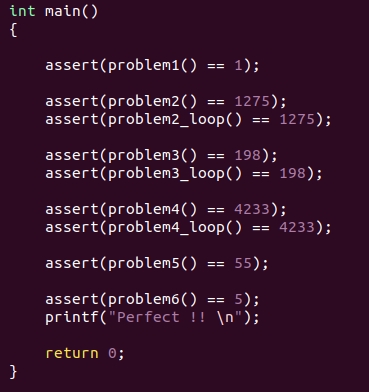 int main()
{
    assert(problem1() == 1);
    assert(problem2() == 1275);
    assert(problem2_loop() == 1275);
    assert(problem3() == 198);
    assert(problem3_loop() == 198);
    assert(problem4() == 4233);
    assert(problem4_loop() == 4233);
    assert(problem5() == 55);
    assert(problem6() == 5);
    printf("Perfect !! \n");
    return 0;
}